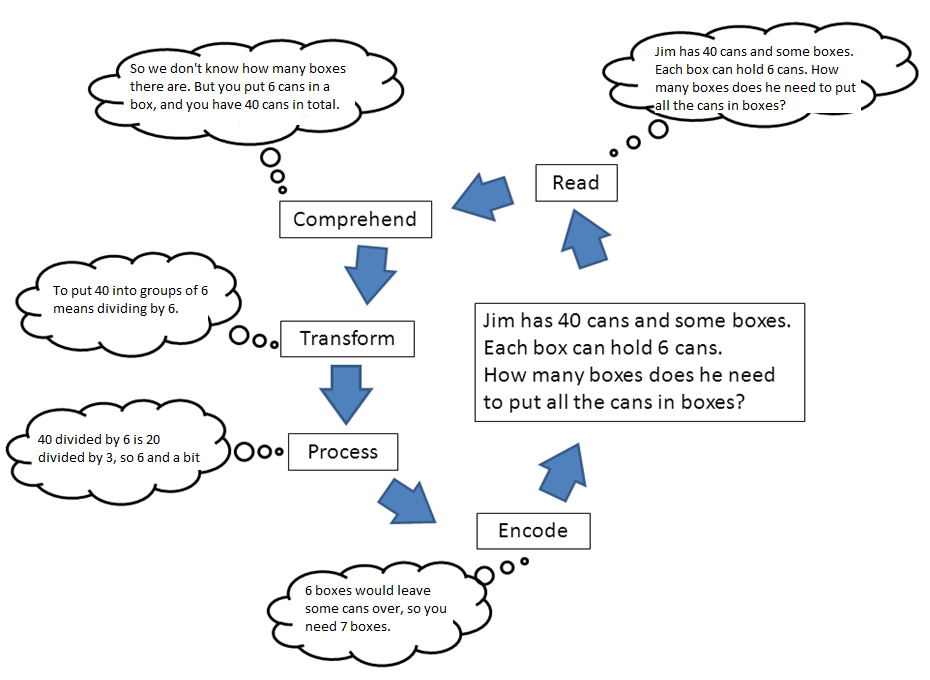 Jim has 40 cans and some boxes.
Each box can hold 6 cans. How
many boxes does he need to put
all the cans in boxes?
Read
So we don't know how many boxes
there are. But you put 6 cans in a
box, and you have 40 cans in total.
Comprehend
To put 40 into groups of 6
means dividing by 6.
Transform
40 divided by 6 is 20
divided by 3, so 6 and a bit
Process
6 boxes would leave
some cans over, so you
need 7 boxes.
Encode
Jim has 40 cans and some boxes.
Each box can hold 6 cans.
How many boxes does he need
to put all the cans in boxes?